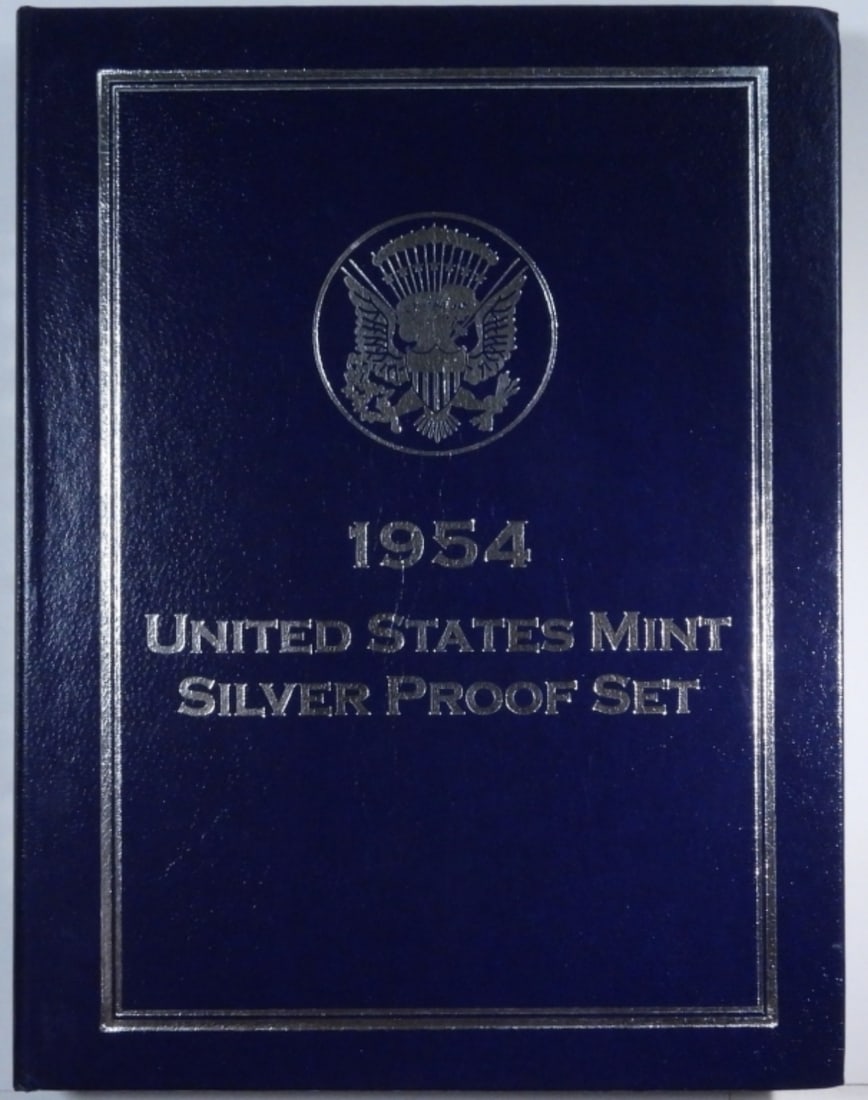 1954
UNITED STATES MINT
SILVER PROOF SET